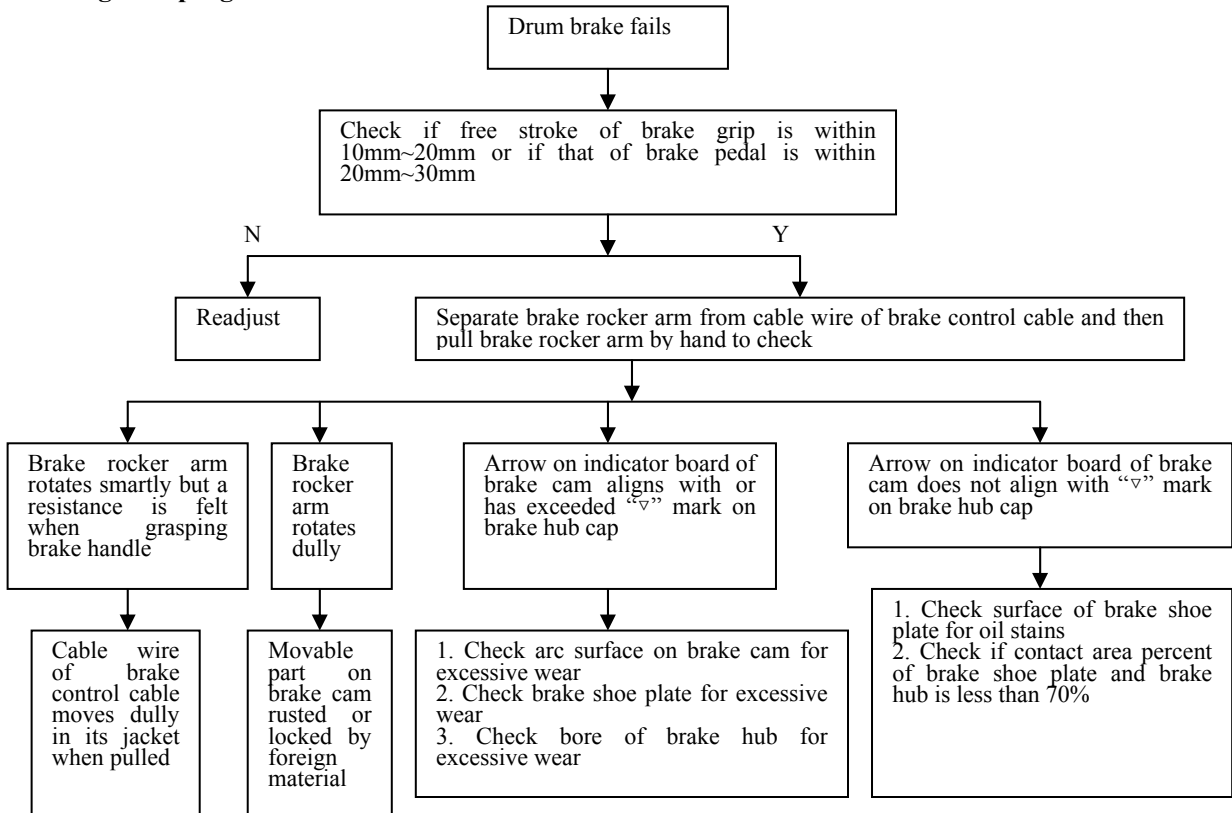 Drum brake fails
Check if free stroke of brake grip is within
10mm~20mm or if that of brake pedal is within
20mm~30mm
N
Y
Readjust
Separate brake rocker arm from cable wire of brake control cable and then
pull brake rocker arm by hand to check
Brake rocker arm
rotates smartly but a
resistance is felt
when grasping
brake handle
Brake
rocker
arm
rotates
dully
Arrow on indicator board of
brake cam aligns with or
has exceeded “▽” mark on
brake hub cap
Arrow on indicator board of brake
cam does not align with “▽” mark
on brake hub cap
Cable wire
of brake
control cable
moves dully
in its jacket
when pulled
Movable
part on
brake cam
rusted or
locked by
foreign
material
1. Check arc surface on brake cam for
excessive wear
2. Check brake shoe plate for excessive
wear
3. Check bore of brake hub for
excessive wear
1. Check surface of brake shoe
plate for oil stains
2. Check if contact area percent
of brake shoe plate and brake
hub is less than 70%